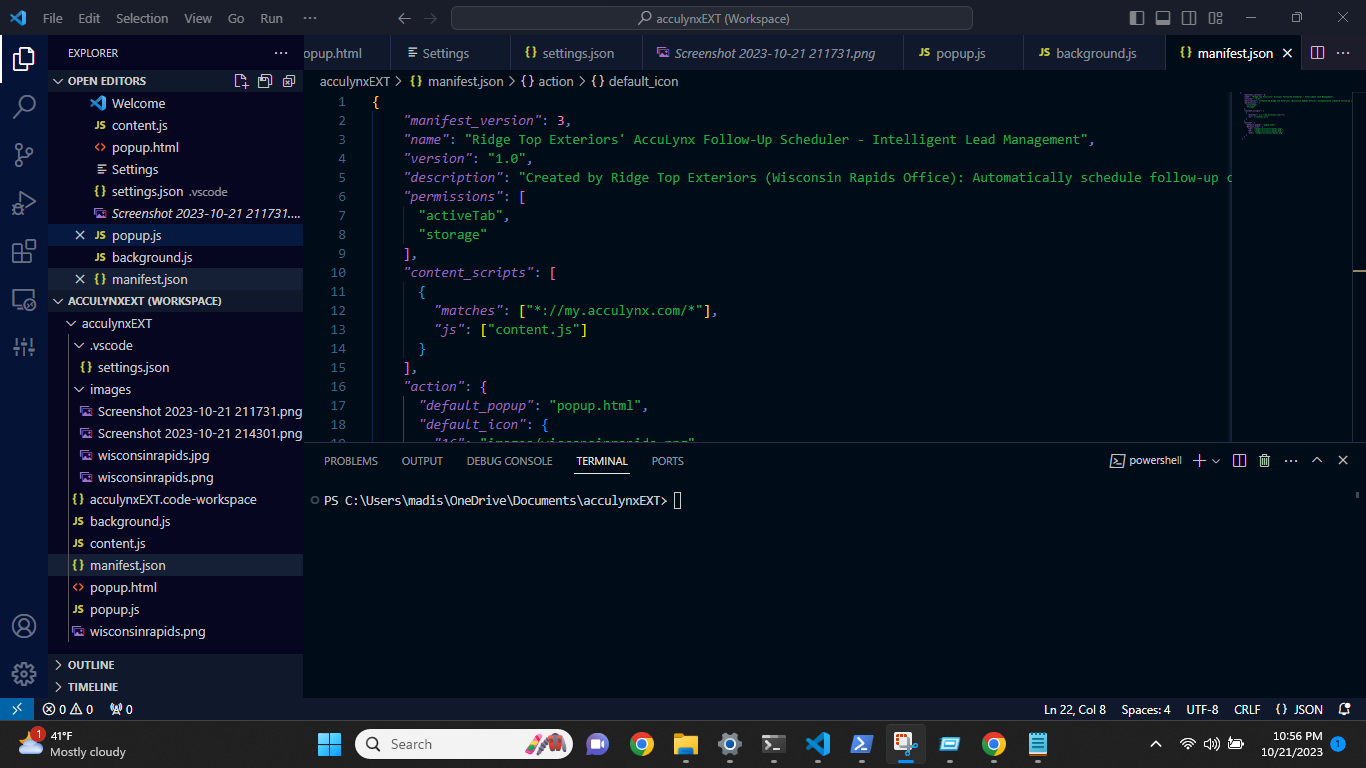 File Edit Selection View Go Run ··· acculynxEXT (Workspace)
EXPLORER ···
OPEN EDITORS
Welcome
JS content.js
<> popup.html
Settings
{} settings.json .vscode
Screenshot 2023-10-21 211731....
JS popup.js
JS background.js
{} manifest.json
ACCULYNXEXT (WORKSPACE)
acculynxEXT
.vscode
{} settings.json
images
Screenshot 2023-10-21 211731.png
Screenshot 2023-10-21 214301.png
wisconsinrapids.jpg
wisconsinrapids.png
{} acculynxEXT.code-workspace
JS background.js
JS content.js
{} manifest.json
<> popup.html
JS popup.js
wisconsinrapids.png
OUTLINE
TIMELINE
opup.html Settings {} settings.json Screenshot 2023-10-21 211731.png JS popup.js JS background.js {} manifest.json ···
acculynxEXT > {} manifest.json > {} action > {} default_icon
1 {
2 "manifest_version": 3,
3 "name": "Ridge Top Exteriors' AccuLynx Follow-Up Scheduler - Intelligent Lead Management",
4 "version": "1.0",
5 "description": "Created by Ridge Top Exteriors (Wisconsin Rapids Office): Automatically schedule follow-up c
6 "permissions": [
7 "activeTab",
8 "storage"
9 ],
10 "content_scripts": [
11 {
12 "matches": ["*://my.acculynx.com/*"],
13 "js": ["content.js"]
14 }
15 ],
16 "action": {
17 "default_popup": "popup.html",
18 "default_icon": {
19 "16": "images/wisconsinrapids.png"
PROBLEMS OUTPUT DEBUG CONSOLE TERMINAL PORTS powershell ···
PS C:\Users\madis\OneDrive\Documents\acculynxEXT>
0 0 0 Ln 22, Col 8 Spaces: 4 UTF-8 CRLF {} JSON
1 41°F
Mostly cloudy
Search
10:56 PM
10/21/2023 1